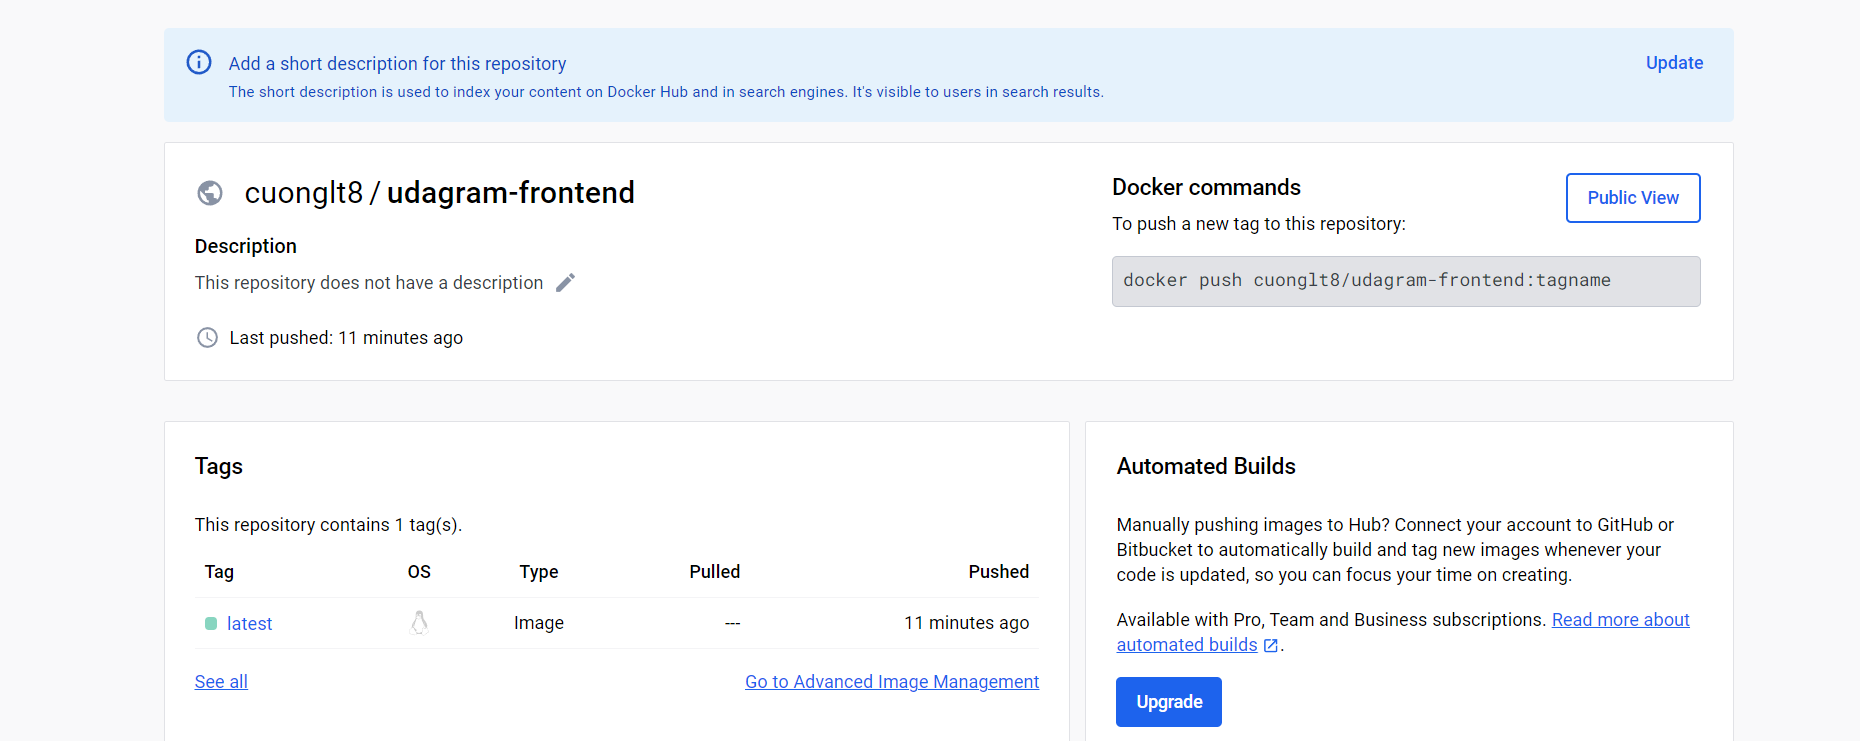 Add a short description for this repository
Update
The short description is used to index your content on Docker Hub and in search engines. It's visible to users in search results.
cuonglt8 / udagram-frontend
Description
This repository does not have a description
Last pushed: 11 minutes ago
Docker commands
Public View
To push a new tag to this repository:
docker push cuonglt8/udagram-frontend:tagname
Tags
This repository contains 1 tag(s).
Tag OS Type Pulled Pushed
latest Image --- 11 minutes ago
See all
Go to Advanced Image Management
Automated Builds
Manually pushing images to Hub? Connect your account to GitHub or
Bitbucket to automatically build and tag new images whenever your
code is updated, so you can focus your time on creating.
Available with Pro, Team and Business subscriptions. Read more about
automated builds .
Upgrade